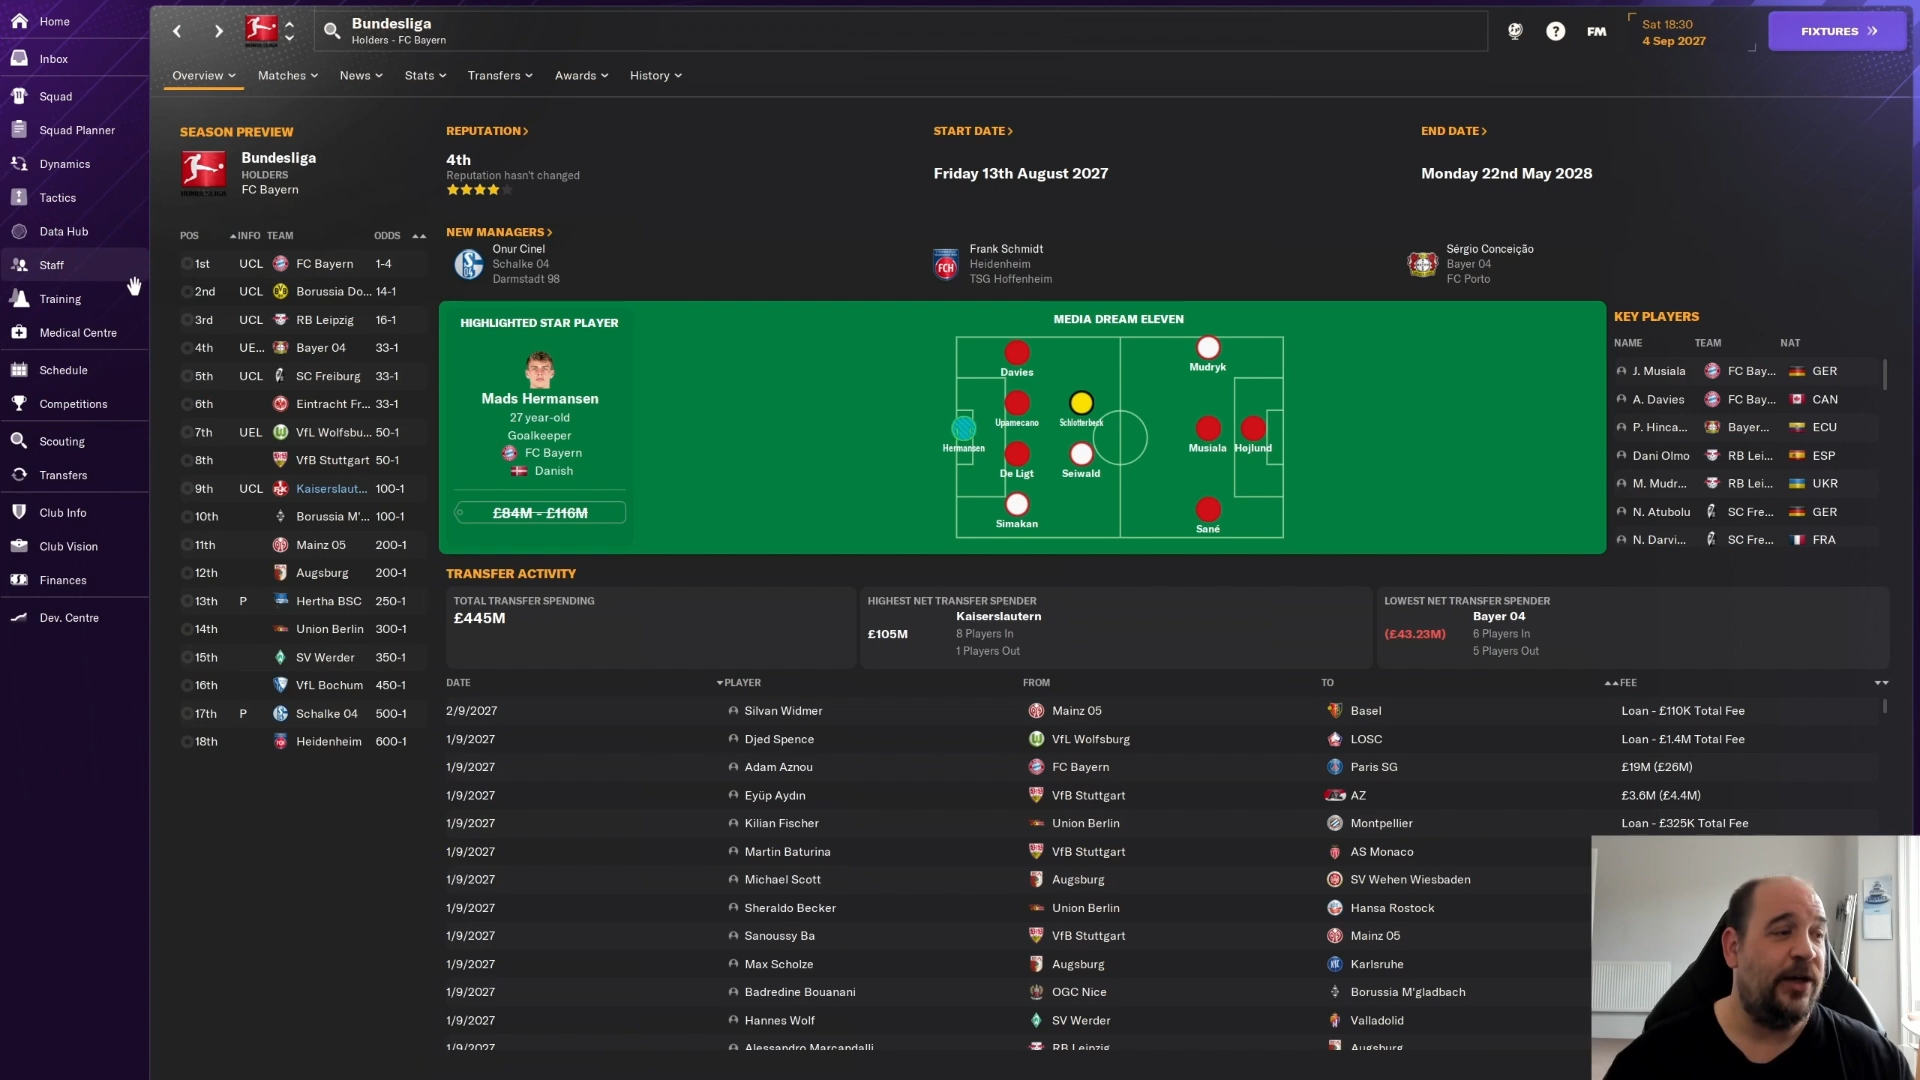 Home
Inbox
Squad
Squad Planner
Dynamics
Tactics
Data Hub
Staff
Training
Medical Centre
Schedule
Competitions
Scouting
Transfers
Club Info
Club Vision
Finances
Dev. Centre
Bundesliga
Holders - FC Bayern
FM
Sat 18:30
4 Sep 2027
FIXTURES
Overview Matches News Stats Transfers Awards History
SEASON PREVIEW
Bundesliga
HOLDERS
FC Bayern
REPUTATION
4th
Reputation hasn't changed
START DATE
Friday 13th August 2027
END DATE
Monday 22nd May 2028
NEW MANAGERS
Onur Cinel
Schalke 04
Darmstadt 98
Frank Schmidt
Heidenheim
TSG Hoffenheim
Sérgio Conceição
Bayer 04
FC Porto
POS INFO TEAM ODDS
1st UCL FC Bayern 1-4
2nd UCL Borussia Do... 14-1
3rd UCL RB Leipzig 16-1
4th UE... Bayer 04 33-1
5th UCL SC Freiburg 33-1
6th Eintracht Fr... 33-1
7th UEL VfL Wolfsbu... 50-1
8th VfB Stuttgart 50-1
9th UCL Kaiserslaut... 100-1
10th Borussia M'... 100-1
11th Mainz 05 200-1
12th Augsburg 200-1
13th P Hertha BSC 250-1
14th Union Berlin 300-1
15th SV Werder 350-1
16th VfL Bochum 450-1
17th P Schalke 04 500-1
18th Heidenheim 600-1
HIGHLIGHTED STAR PLAYER
Mads Hermansen
27 year-old
Goalkeeper
FC Bayern
Danish
£84M - £116M
MEDIA DREAM ELEVEN
Davies
Mudryk
Upamecano
Schlotterbeck
Hermansen
Musiala
Hojlund
De Ligt
Seiwald
Simakan
Sané
KEY PLAYERS
NAME TEAM NAT
J. Musiala FC Bay... GER
A. Davies FC Bay... CAN
P. Hinca... Bayer... ECU
Dani Olmo RB Lei... ESP
M. Mudr... RB Lei... UKR
N. Atubolu SC Fre... GER
N. Darvi... SC Fre... FRA
TRANSFER ACTIVITY
TOTAL TRANSFER SPENDING
£445M
HIGHEST NET TRANSFER SPENDER
£105M
Kaiserslautern
8 Players In
1 Players Out
LOWEST NET TRANSFER SPENDER
(£43.23M)
Bayer 04
6 Players In
5 Players Out
DATE PLAYER FROM TO FEE
2/9/2027 Silvan Widmer Mainz 05 Basel Loan - £110K Total Fee
1/9/2027 Djed Spence VfL Wolfsburg LOSC Loan - £1.4M Total Fee
1/9/2027 Adam Aznou FC Bayern Paris SG £19M (£26M)
1/9/2027 Eyüp Aydın VfB Stuttgart AZ £3.6M (£4.4M)
1/9/2027 Kilian Fischer Union Berlin Montpellier Loan - £325K Total Fee
1/9/2027 Martin Baturina VfB Stuttgart AS Monaco
1/9/2027 Michael Scott Augsburg SV Wehen Wiesbaden
1/9/2027 Sheraldo Becker Union Berlin Hansa Rostock
1/9/2027 Sanoussy Ba VfB Stuttgart Mainz 05
1/9/2027 Max Scholze Augsburg Karlsruhe
1/9/2027 Badredine Bouanani OGC Nice Borussia M'gladbach
1/9/2027 Hannes Wolf SV Werder Valladolid
1/9/2027 Alessandro Marcandalli RB Leipzig Augsburg